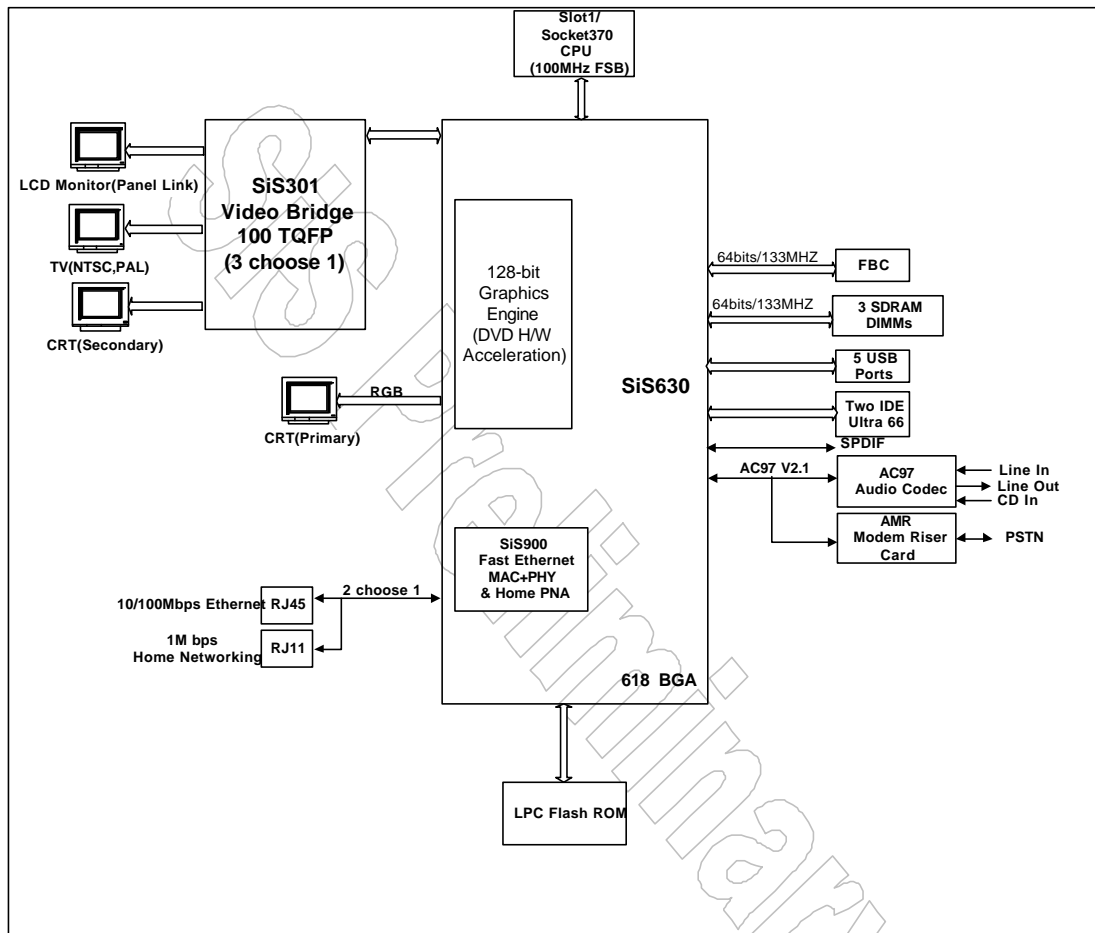 Slot1/
Socket370
CPU
(100MHz FSB)
SiS301
Video Bridge
100 TQFP
(3 choose 1)
LCD Monitor(Panel Link)
TV(NTSC,PAL)
CRT(Secondary)
RGB
CRT(Primary)
128-bit
Graphics
Engine
(DVD H/W
Acceleration)
SiS630
64bits/133MHZ
FBC
64bits/133MHZ
3 SDRAM
DIMMs
5 USB
Ports
Two IDE
Ultra 66
SPDIF
AC97 V2.1
AC97
Audio Codec
Line In
Line Out
CD In
AMR
Modem Riser
Card
PSTN
SiS900
Fast Ethernet
MAC+PHY
& Home PNA
2 choose 1
10/100Mbps Ethernet
RJ45
1M bps
Home Networking
RJ11
618 BGA
LPC Flash ROM
SiS Preliminary